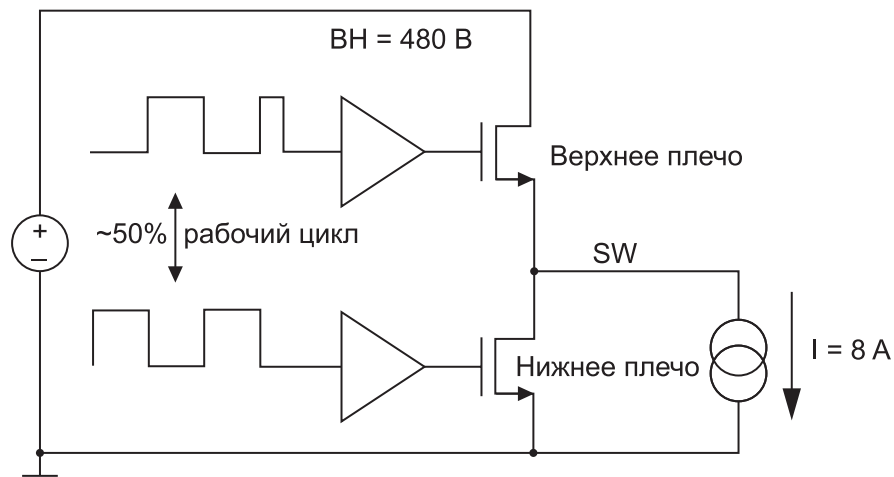 ВН = 480 В
Верхнее плечо
~50% рабочий цикл
+
–
SW
Нижнее плечо
I = 8 А